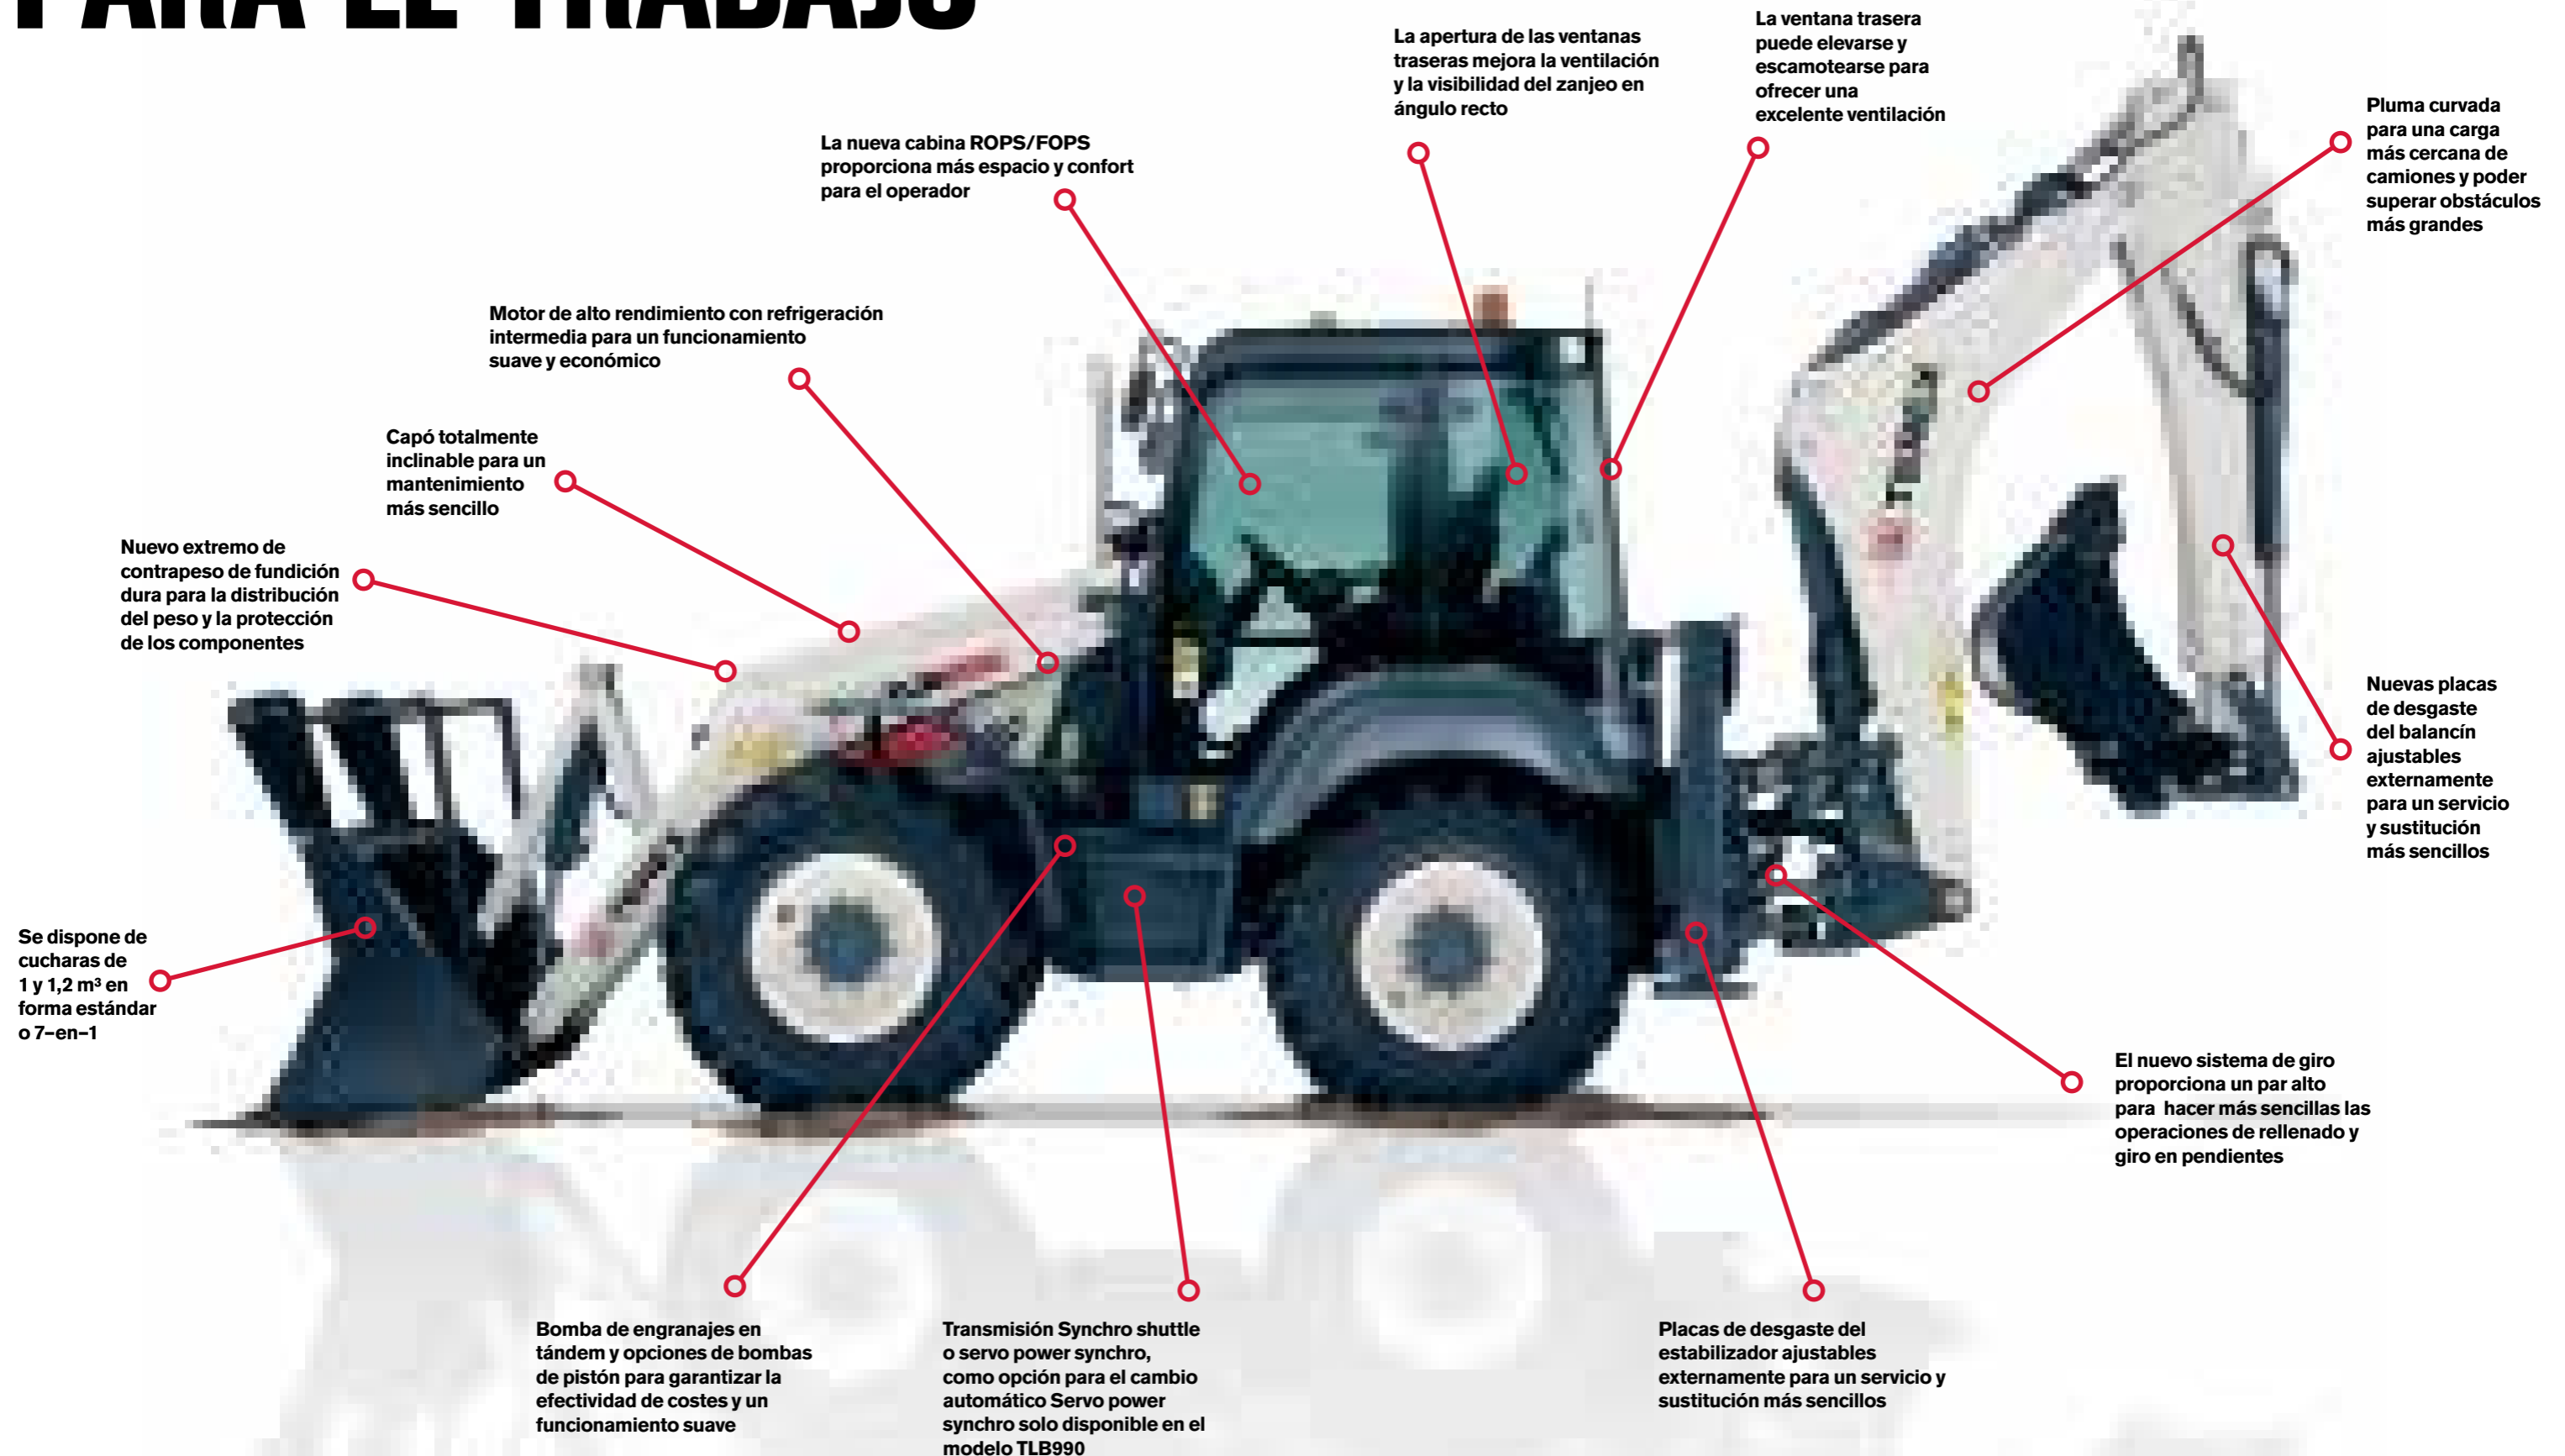 PARA EL TRABAJO
La ventana trasera
puede elevarse y
escamotearse para
ofrecer una
excelente ventilación
La apertura de las ventanas
traseras mejora la ventilación
y la visibilidad del zanjeo en
ángulo recto
Pluma curvada
para una carga
más cercana de
camiones y poder
superar obstáculos
más grandes
La nueva cabina ROPS/FOPS
proporciona más espacio y confort
para el operador
Motor de alto rendimiento con refrigeración
intermedia para un funcionamiento
suave y económico
Capó totalmente
inclinable para un
mantenimiento
más sencillo
Nuevo extremo de
contrapeso de fundición
dura para la distribución
del peso y la protección
de los componentes
Nuevas placas
de desgaste
del balancín
ajustables
externamente
para un servicio
y sustitución
más sencillos
Se dispone de
cucharas de
1 y 1,2 m³ en
forma estándar
o 7–en–1
El nuevo sistema de giro
proporciona un par alto
para  hacer más sencillas las
operaciones de rellenado y
giro en pendientes
Bomba de engranajes en
tándem y opciones de bombas
de pistón para garantizar la
efectividad de costes y un
funcionamiento suave
Transmisión Synchro shuttle
o servo power synchro,
como opción para el cambio
automático Servo power
synchro solo disponible en el
modelo TLB990
Placas de desgaste del
estabilizador ajustables
externamente para un servicio y
sustitución más sencillos